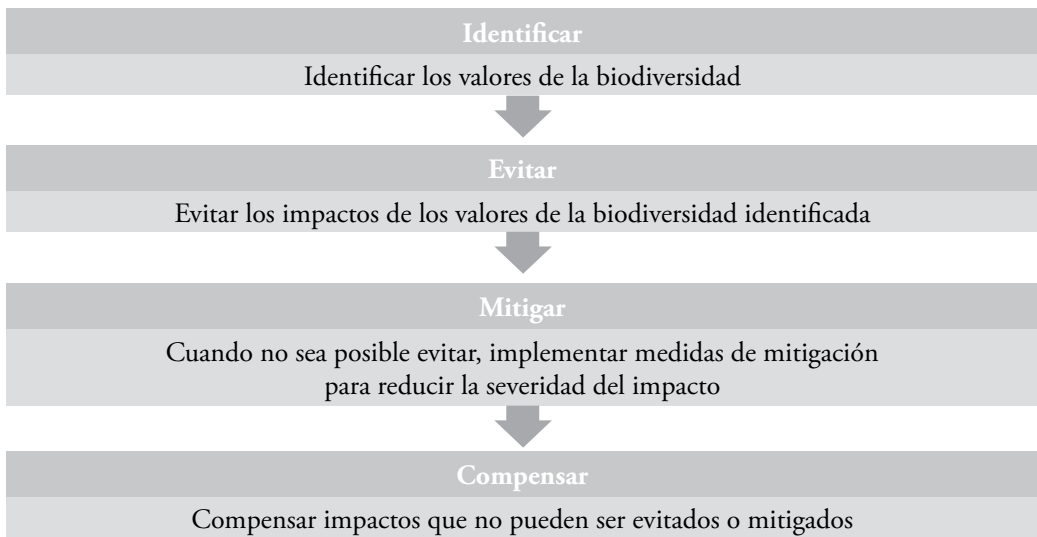 Identificar
Identificar los valores de la biodiversidad
Evitar
Evitar los impactos de los valores de la biodiversidad identificada
Mitigar
Cuando no sea posible evitar, implementar medidas de mitigación
para reducir la severidad del impacto
Compensar
Compensar impactos que no pueden ser evitados o mitigados